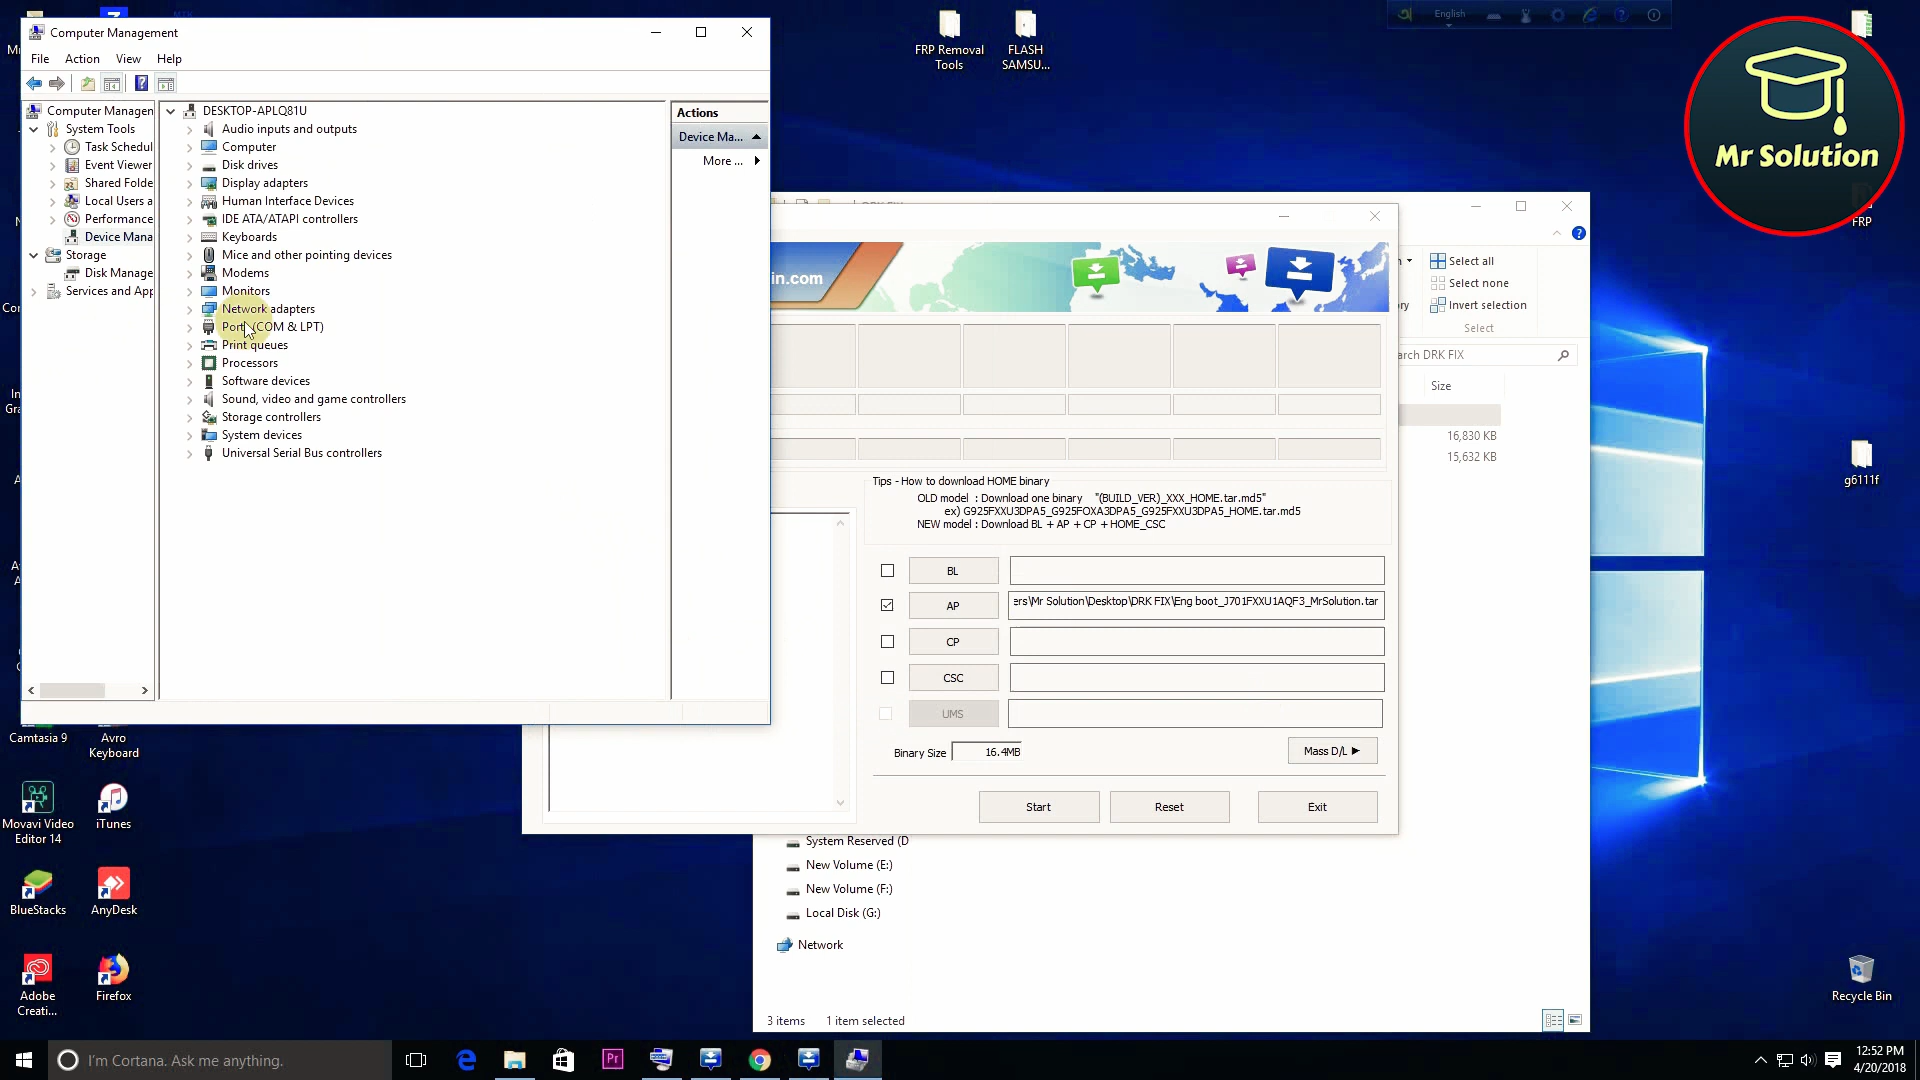 Computer Management
File Action View Help
Computer Managen
System Tools
Task Schedul
Event Viewer
Shared Folde
Local Users a
Performance
Device Mana
Storage
Disk Manage
Services and App
DESKTOP-APLQ81U
Audio inputs and outputs
Computer
Disk drives
Display adapters
Human Interface Devices
IDE ATA/ATAPI controllers
Keyboards
Mice and other pointing devices
Modems
Monitors
Network adapters
Ports (COM & LPT)
Print queues
Processors
Software devices
Sound, video and game controllers
Storage controllers
System devices
Universal Serial Bus controllers
Actions
Device Ma...
More ...
FRP Removal
Tools
FLASH
SAMSU...
English
Mr Solution
FRP
g6111f
Recycle Bin
Select all
Select none
Invert selection
Select
arch DRK FIX
Size
16,830 KB
15,632 KB
in.com
Tips - How to download HOME binary
OLD model : Download one binary "(BUILD_VER)_XXX_HOME.tar.md5"
ex) G925FXXU3DPA5_G925FOXA3DPA5_G925FXXU3DPA5_HOME.tar.md5
NEW model : Download BL + AP + CP + HOME_CSC
BL
AP ers\Mr Solution\Desktop\DRK FIX\Eng boot_J701FXXU1AQF3_MrSolution.tar
CP
CSC
UMS
Binary Size 16.4MB
Mass D/L ►
Start Reset Exit
System Reserved (D
New Volume (E:)
New Volume (F:)
Local Disk (G:)
Network
3 items 1 item selected
Camtasia 9
Avro
Keyboard
Movavi Video
Editor 14
iTunes
BlueStacks
AnyDesk
Adobe
Creati...
Firefox
I'm Cortana. Ask me anything.
Pr
12:52 PM
4/20/2018